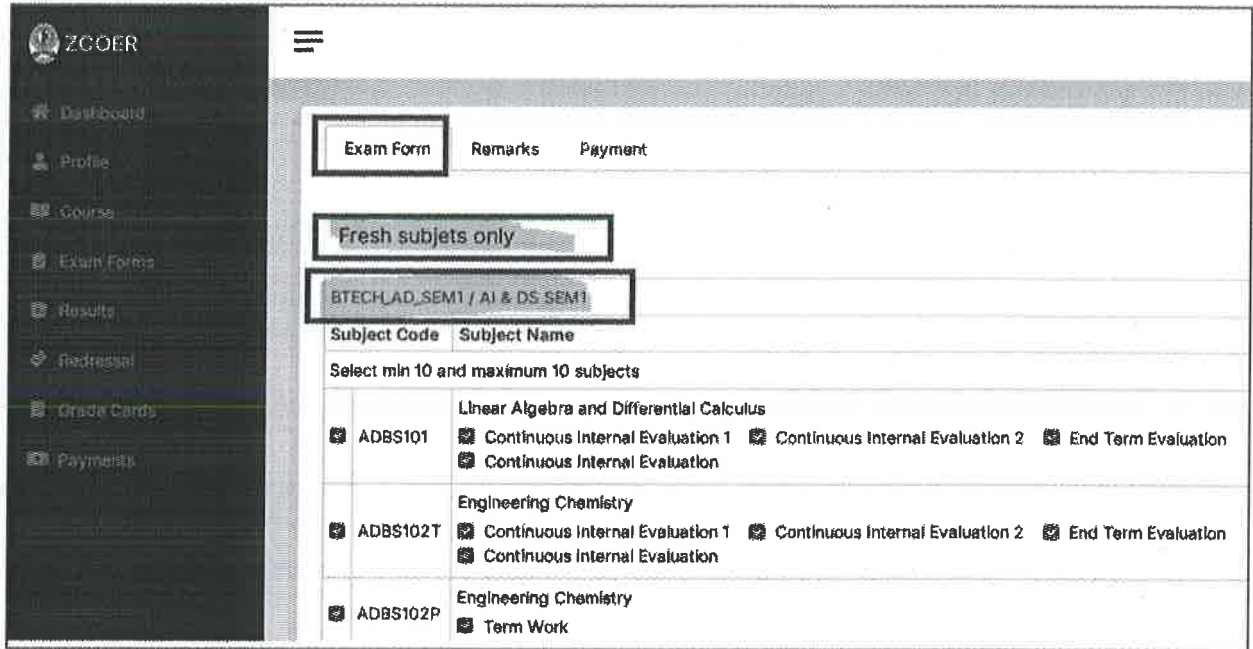 ZCOER
Dashboard
Profile
Course
Exam Forms
Results
Redressal
Grade Cards
Payments
Exam Form Remarks Payment
Fresh subjets only
BTECH_AD_SEM1 / AI & DS SEM1
Subject Code Subject Name
Select min 10 and maximum 10 subjects
Linear Algebra and Differential Calculus
ADBS101 Continuous Internal Evaluation 1 Continuous Internal Evaluation 2 End Term Evaluation
Continuous Internal Evaluation
Engineering Chemistry
ADBS102T Continuous Internal Evaluation 1 Continuous Internal Evaluation 2 End Term Evaluation
Continuous Internal Evaluation
Engineering Chemistry
ADBS102P
Term Work